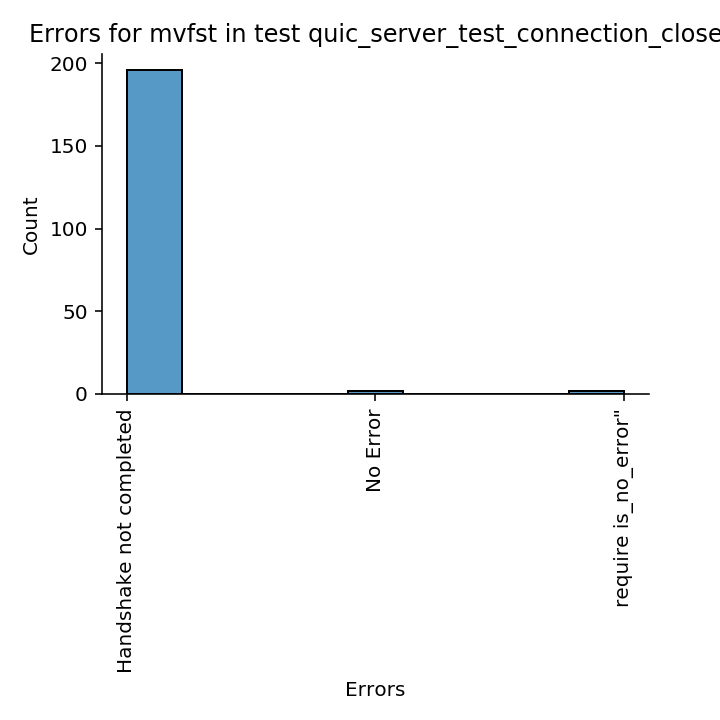 Errors for mvfst in test quic_server_test_connection_close
200
150
100
50
0
Count
Handshake not completed
No Error
require is_no_error"
Errors